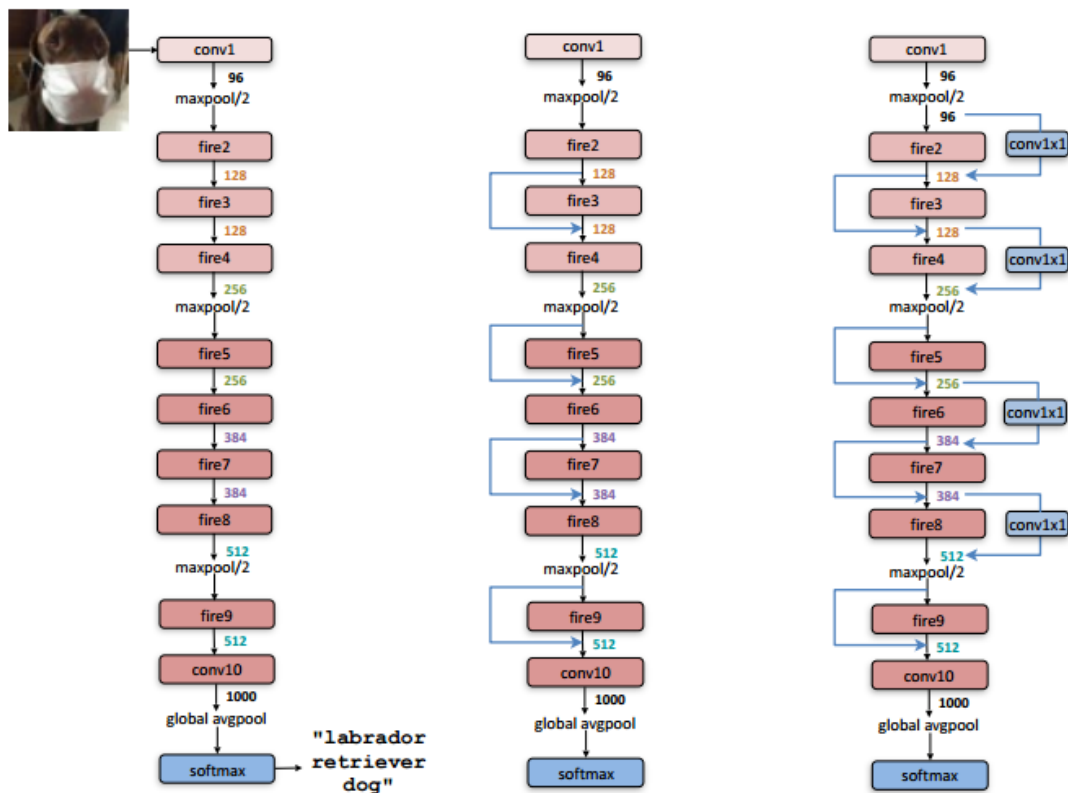 conv1
96
maxpool/2
fire2
128
fire3
128
fire4
256
maxpool/2
fire5
256
fire6
384
fire7
384
fire8
512
maxpool/2
fire9
512
conv10
1000
global avgpool
softmax
"labrador
retriever
dog"
conv1
96
maxpool/2
fire2
128
fire3
128
fire4
256
maxpool/2
fire5
256
fire6
384
fire7
384
fire8
512
maxpool/2
fire9
512
conv10
1000
global avgpool
softmax
conv1
96
maxpool/2
96
conv1x1
fire2
128
fire3
128
fire4
conv1x1
256
maxpool/2
fire5
256
fire6
conv1x1
384
fire7
384
fire8
conv1x1
512
maxpool/2
fire9
512
conv10
1000
global avgpool
softmax